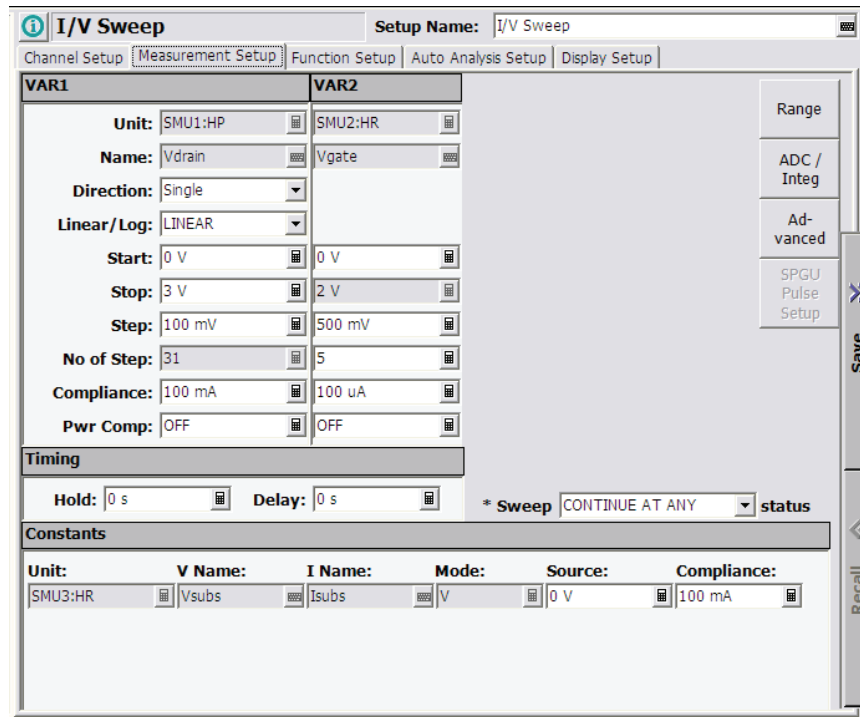 I/V Sweep Setup Name: I/V Sweep
Channel Setup Measurement Setup Function Setup Auto Analysis Setup Display Setup
VAR1 VAR2
Unit: SMU1:HP SMU2:HR
Name: Vdrain Vgate
Direction: Single
Linear/Log: LINEAR
Start: 0 V 0 V
Stop: 3 V 2 V
Step: 100 mV 500 mV
No of Step: 31 5
Compliance: 100 mA 100 uA
Pwr Comp: OFF OFF
Range
ADC /
Integ
Ad-
vanced
SPGU
Pulse
Setup
Timing
Hold: 0 s Delay: 0 s
* Sweep CONTINUE AT ANY status
Constants
Unit: V Name: I Name: Mode: Source: Compliance:
SMU3:HR Vsubs Isubs V 0 V 100 mA
Save
Recall